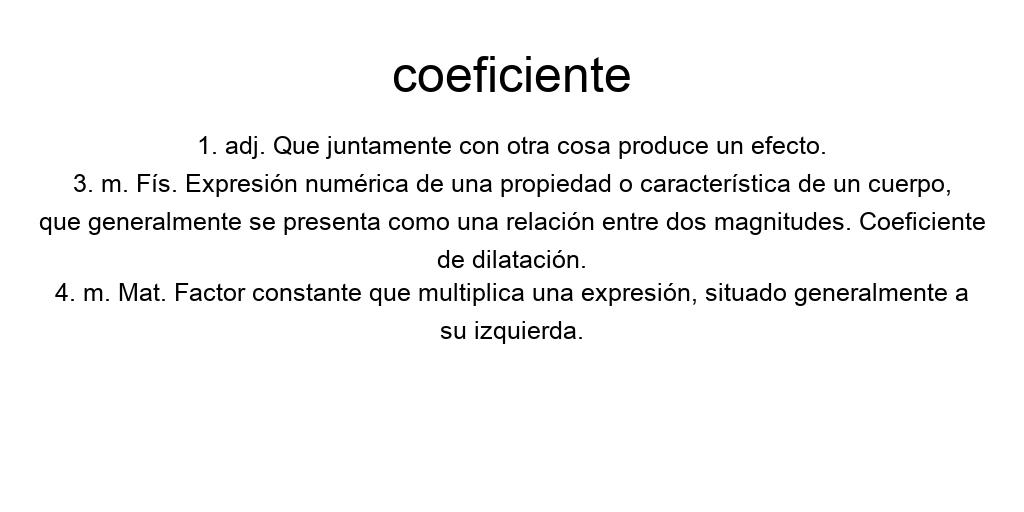 coeficiente
1. adj. Que juntamente con otra cosa produce un efecto.
3. m. Fís. Expresión numérica de una propiedad o característica de un cuerpo,
que generalmente se presenta como una relación entre dos magnitudes. Coeficiente
de dilatación.
4. m. Mat. Factor constante que multiplica una expresión, situado generalmente a
su izquierda.